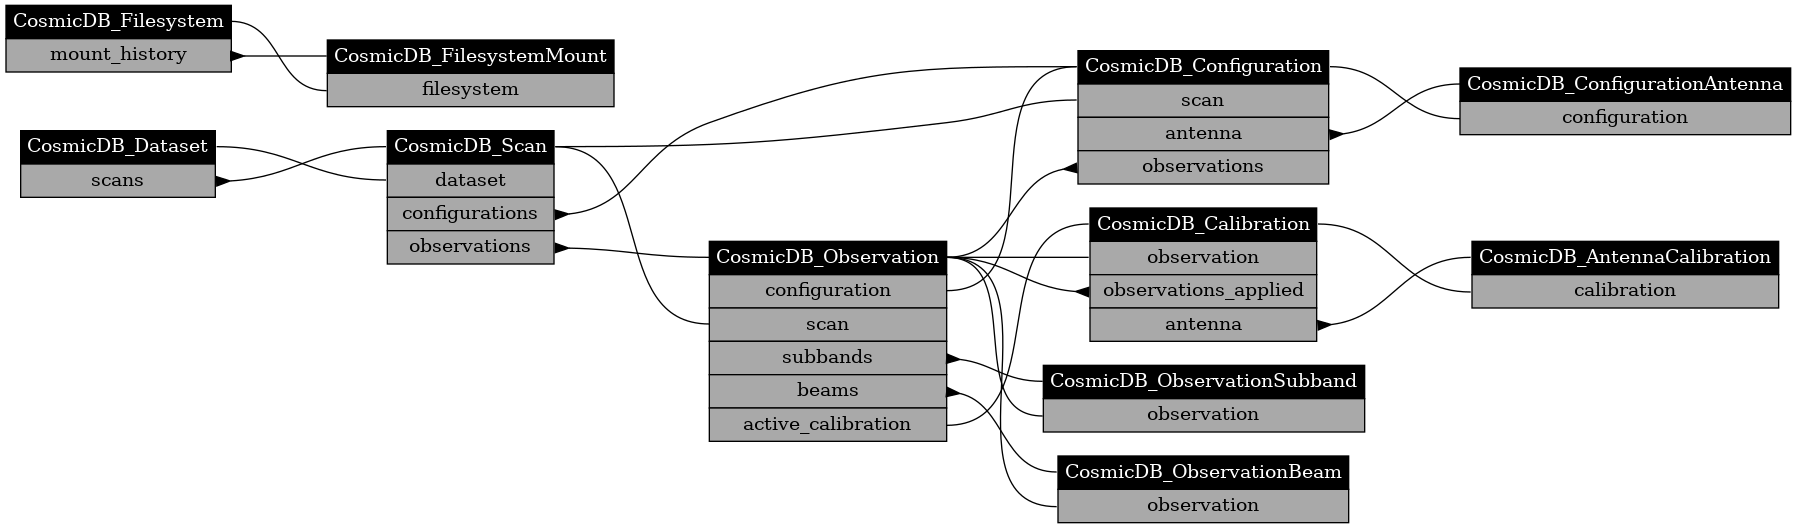 CosmicDB_Filesystem
mount_history
CosmicDB_FilesystemMount
filesystem
CosmicDB_Dataset
scans
CosmicDB_Scan
dataset
configurations
observations
CosmicDB_Observation
configuration
scan
subbands
beams
active_calibration
CosmicDB_Configuration
scan
antenna
observations
CosmicDB_ConfigurationAntenna
configuration
CosmicDB_Calibration
observation
observations_applied
antenna
CosmicDB_AntennaCalibration
calibration
CosmicDB_ObservationSubband
observation
CosmicDB_ObservationBeam
observation